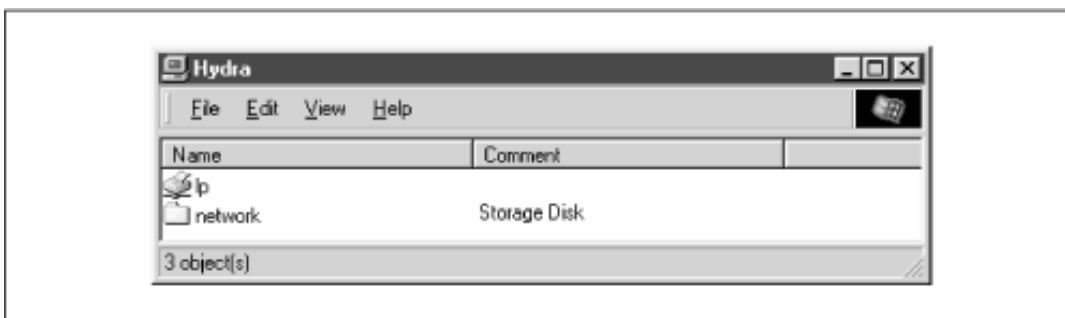 Hydra
File Edit View Help
Name Comment
lp
network Storage Disk
3 object(s)